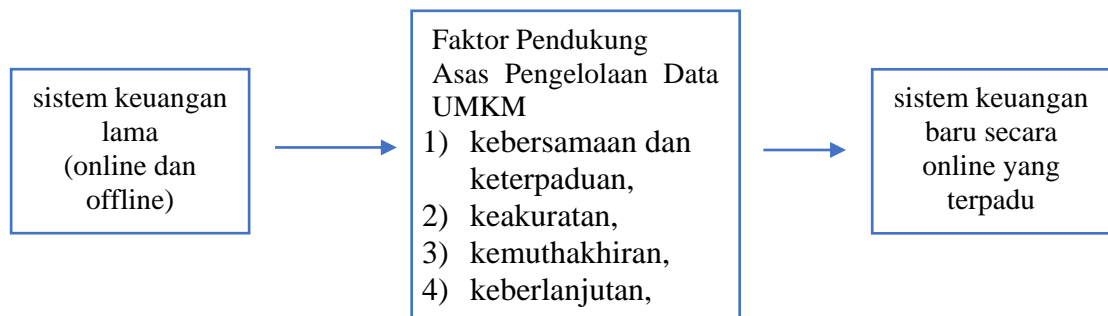 sistem keuangan
lama
(online dan
offline)
Faktor Pendukung
Asas Pengelolaan Data
UMKM
1) kebersamaan dan
keterpaduan,
2) keakuratan,
3) kemuthakhiran,
4) keberlanjutan,
sistem keuangan
baru secara
online yang
terpadu